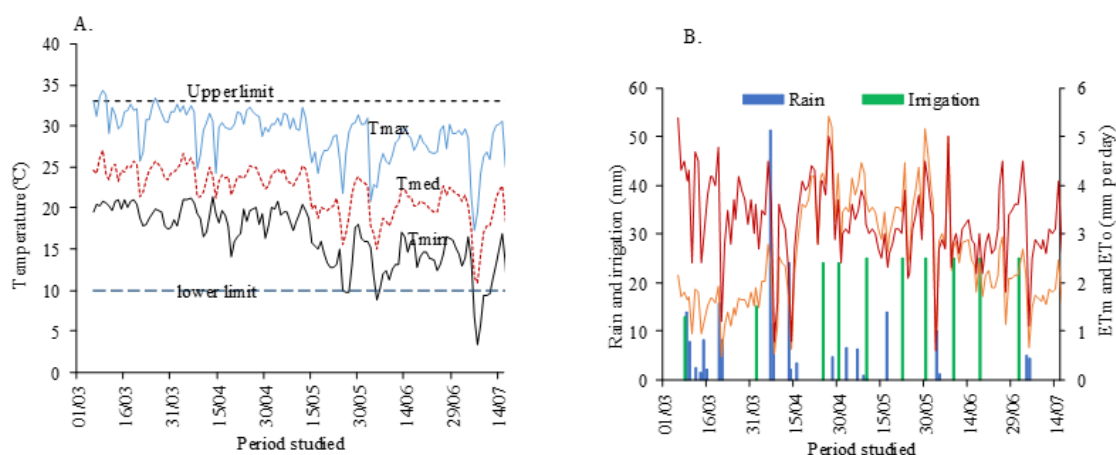 A.
40
35
30
25
20
15
10
5
0
Temperature (ºC)
Upper limit
Tmax
Tmed
Tmin
lower limit
01/03 16/03 31/03 15/04 30/04 15/05 30/05 14/06 29/06 14/07
Period studied
B.
60
50
40
30
20
10
0
Rain and irrigation (mm)
Rain Irrigation
6
5
4
3
2
1
0
ETm and ETo (mm per day)
01/03 16/03 31/03 15/04 30/04 15/05 30/05 14/06 29/06 14/07
Period studied